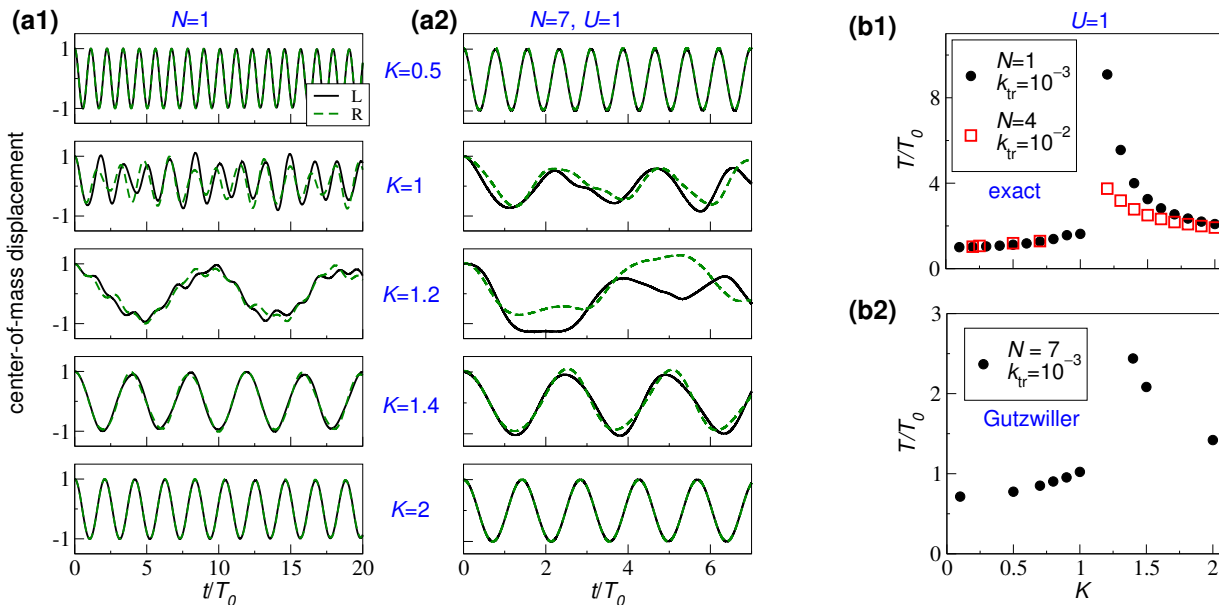 (a1)
N=1
(a2)
N=7, U=1
(b1)
U=1
center-of-mass displacement
1
-1
L
R
K=0.5
1
-1
K=1
1
-1
K=1.2
1
-1
K=1.4
1
-1
K=2
0
5
10
15
20
t/T0
0
2
4
6
t/T0
T/T0
8
4
0
N=1
ktr=10⁻³
N=4
ktr=10⁻²
exact
(b2)
T/T0
3
2
1
0
N = 7
ktr=10⁻³
Gutzwiller
0
0.5
1
1.5
2
K